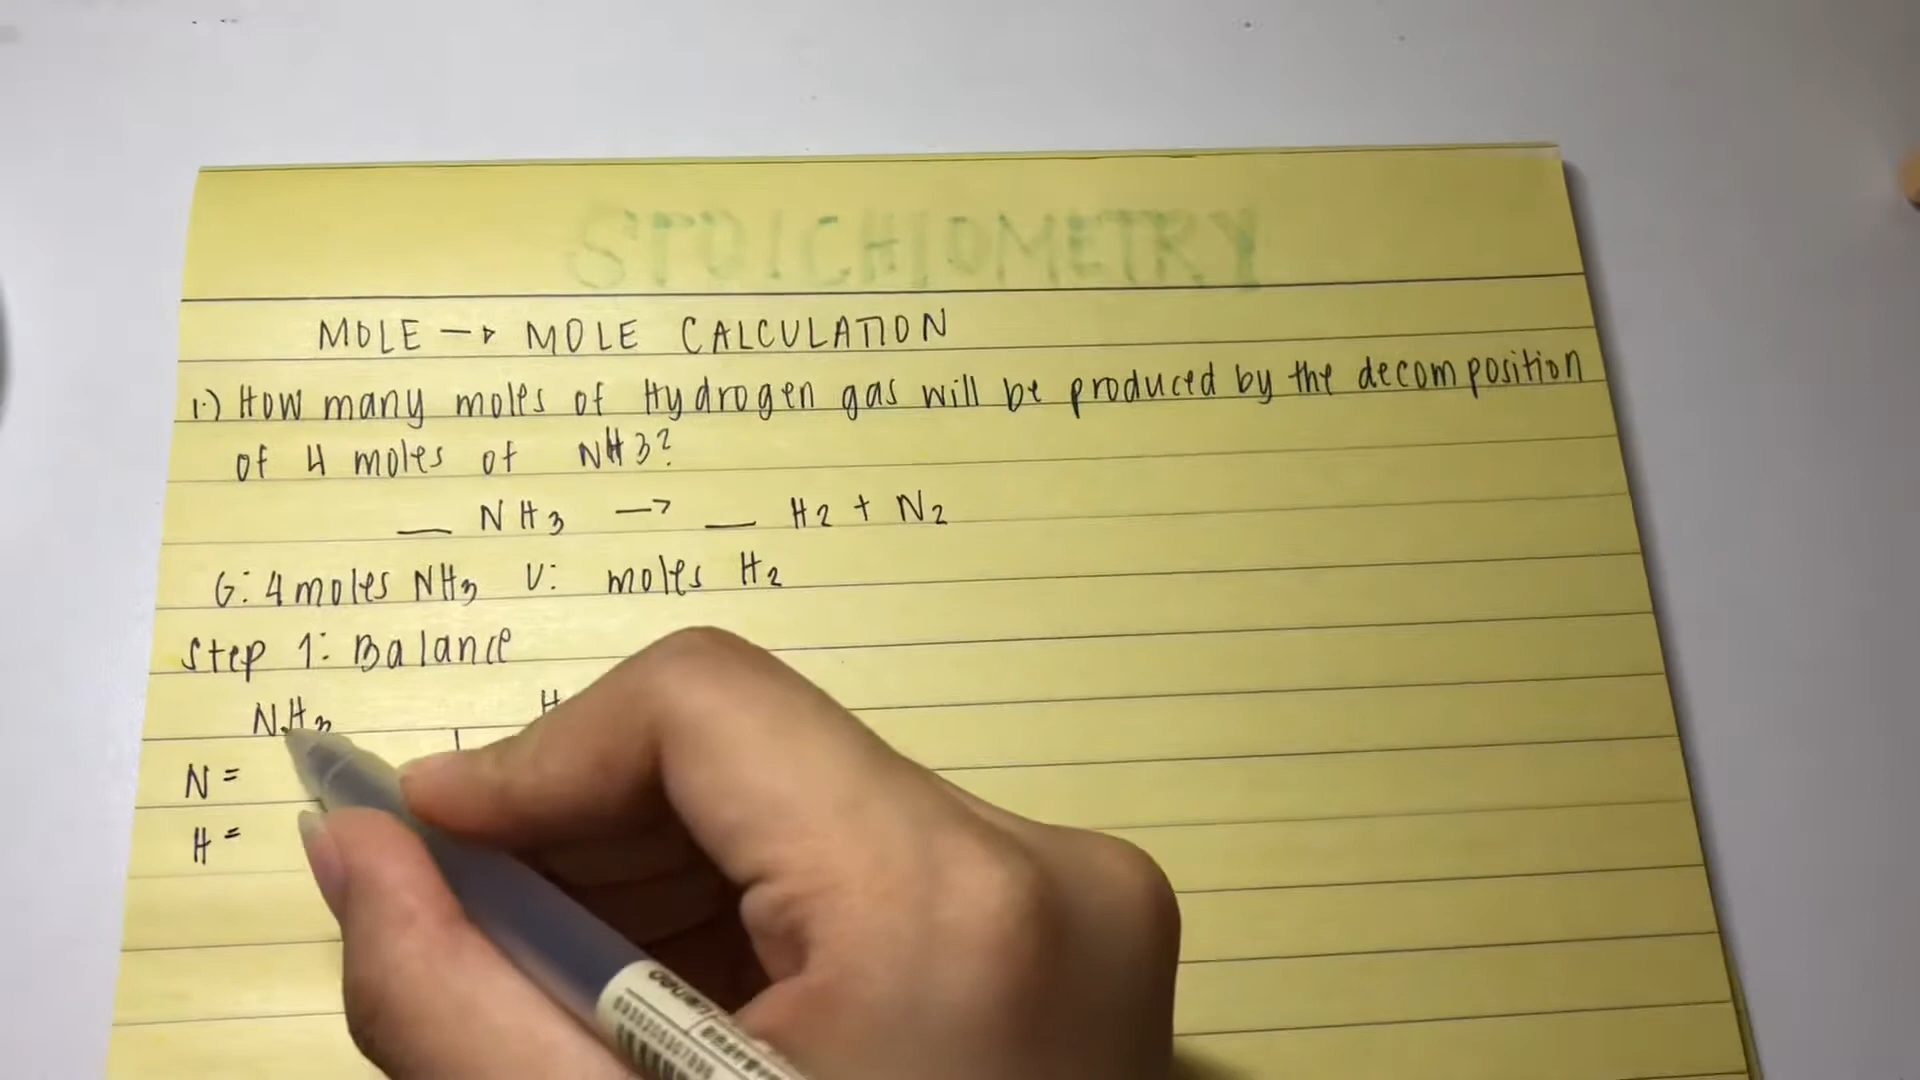 STOICHIOMETRY
MOLE → MOLE CALCULATION
1.) How many moles of Hydrogen gas will be produced by the decomposition
of 4 moles of NH3?
__ NH3 → __ H2 + N2
G: 4 moles NH3 U: moles H2
Step 1: Balance
NH3 H
N =
H =